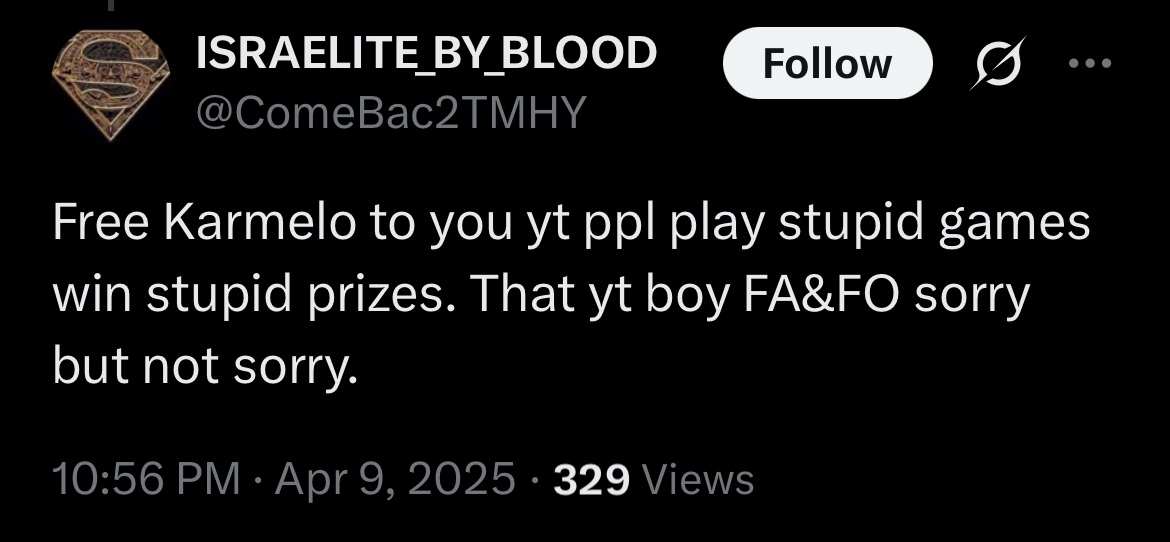 ISRAELITE_BY_BLOOD
@ComeBac2TMHY
Follow
Free Karmelo to you yt ppl play stupid games
win stupid prizes. That yt boy FA&FO sorry
but not sorry.
10:56 PM · Apr 9, 2025 · 329 Views